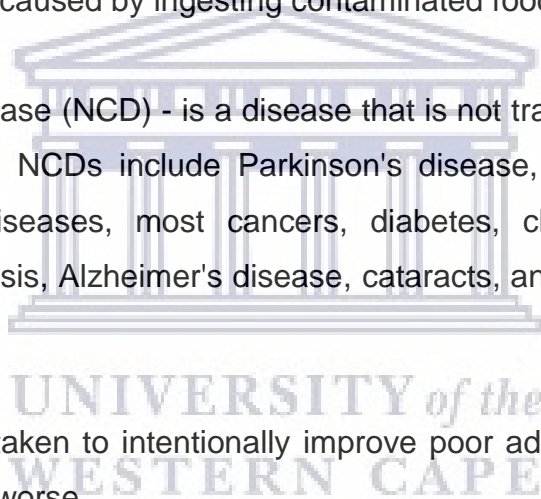 caused by ingesting contaminated food
ase (NCD) - is a disease that is not tra
NCDs include Parkinson's disease,
iseases, most cancers, diabetes, c
sis, Alzheimer's disease, cataracts, an
UNIVERSITY of the
taken to intentionally improve poor ad
WESTERN CAPE
worse